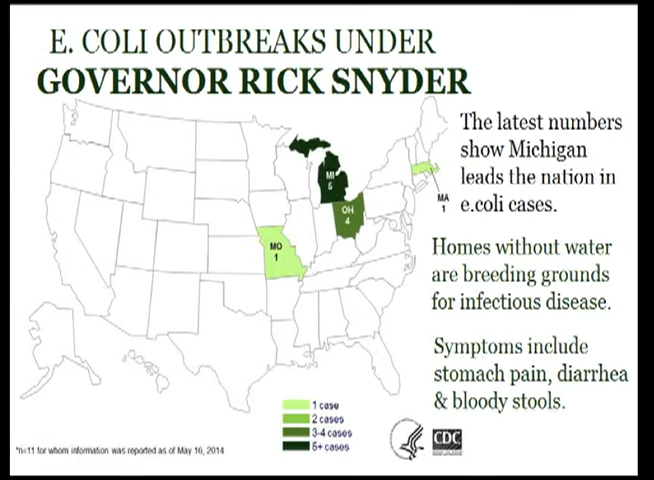 E. COLI OUTBREAKS UNDER
GOVERNOR RICK SNYDER
The latest numbers
show Michigan
leads the nation in
e.coli cases.
MI
5
OH
4
MA
1
MO
1
Homes without water
are breeding grounds
for infectious disease.
Symptoms include
stomach pain, diarrhea
& bloody stools.
1 case
2 cases
3-4 cases
5+ cases
CDC
*n=11 for whom information was reported as of May 16, 2014